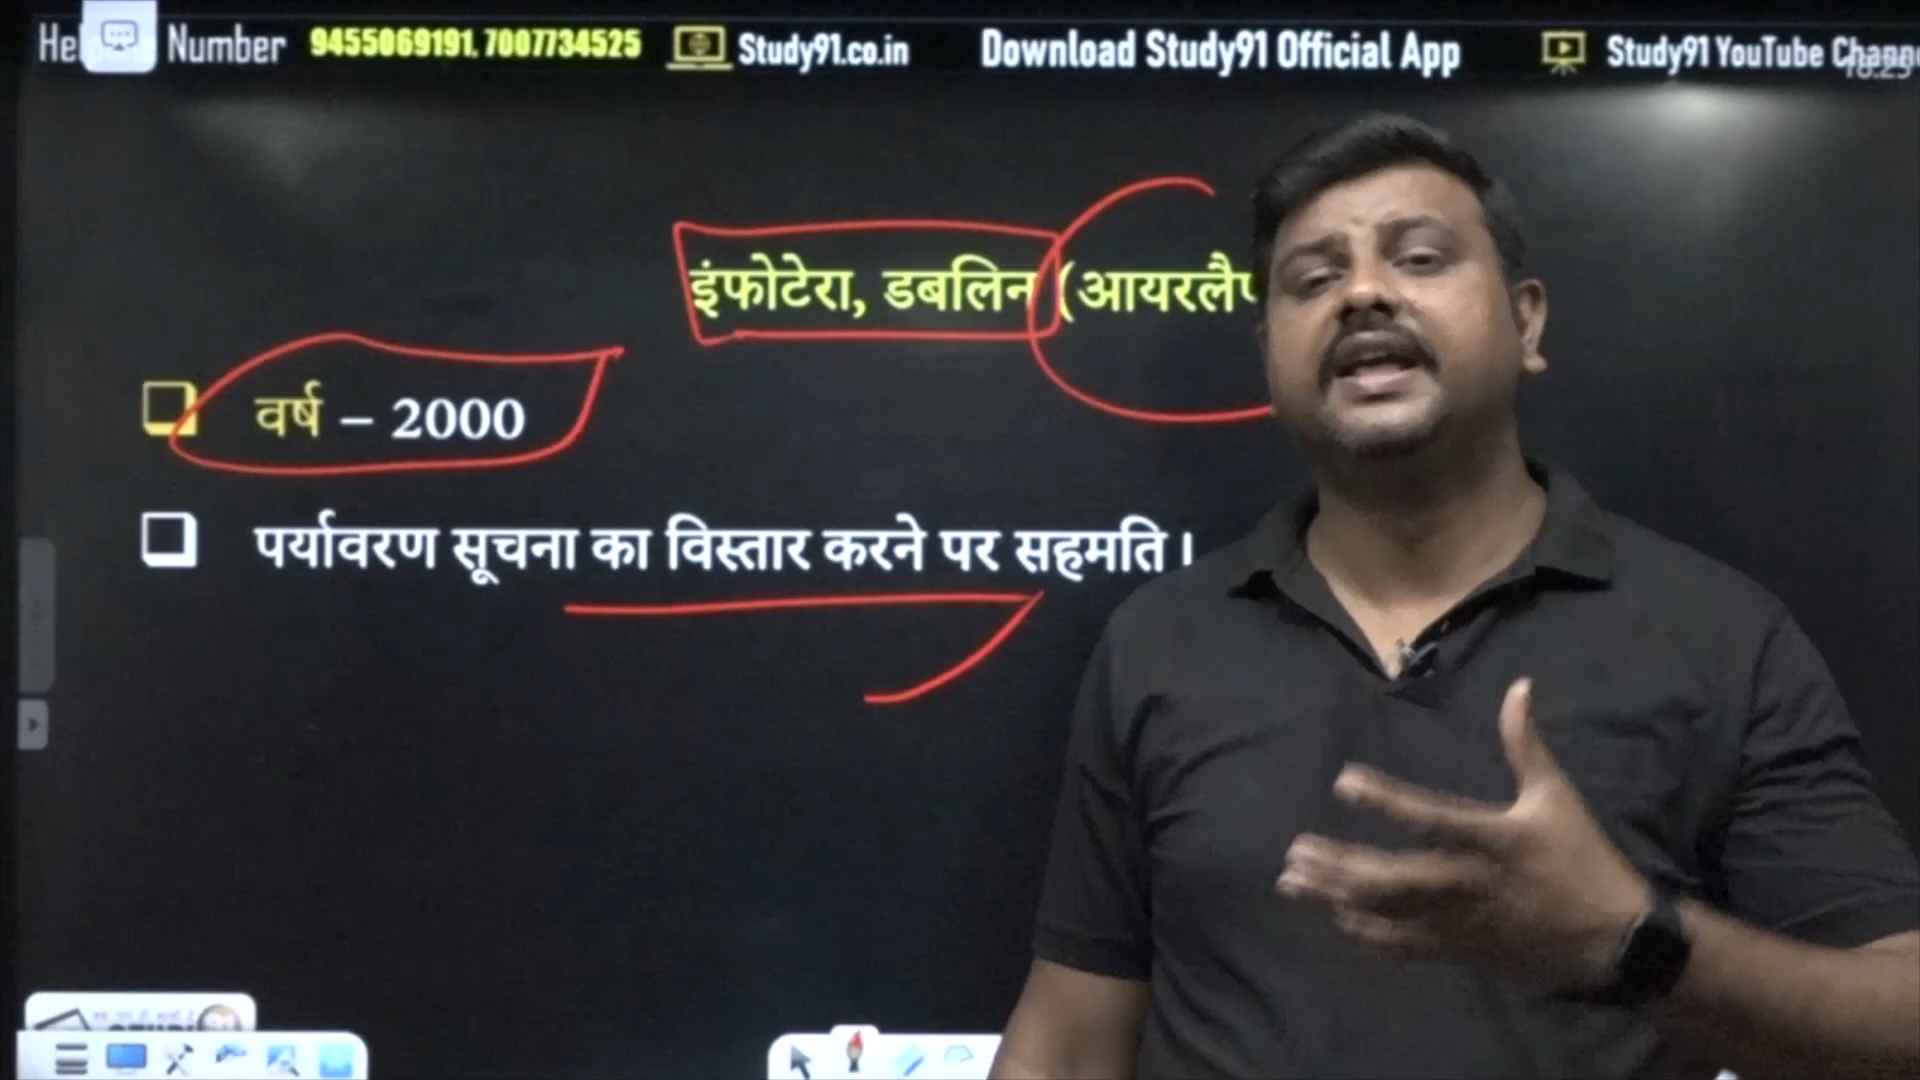 Number 9455069191, 7007734525 Study91.co.in Download Study91 Official App Study91 YouTube
इंफोटेरा, डबलिन
वर्ष – 2000
पर्यावरण सूचना का विस्तार करने पर सहमति।